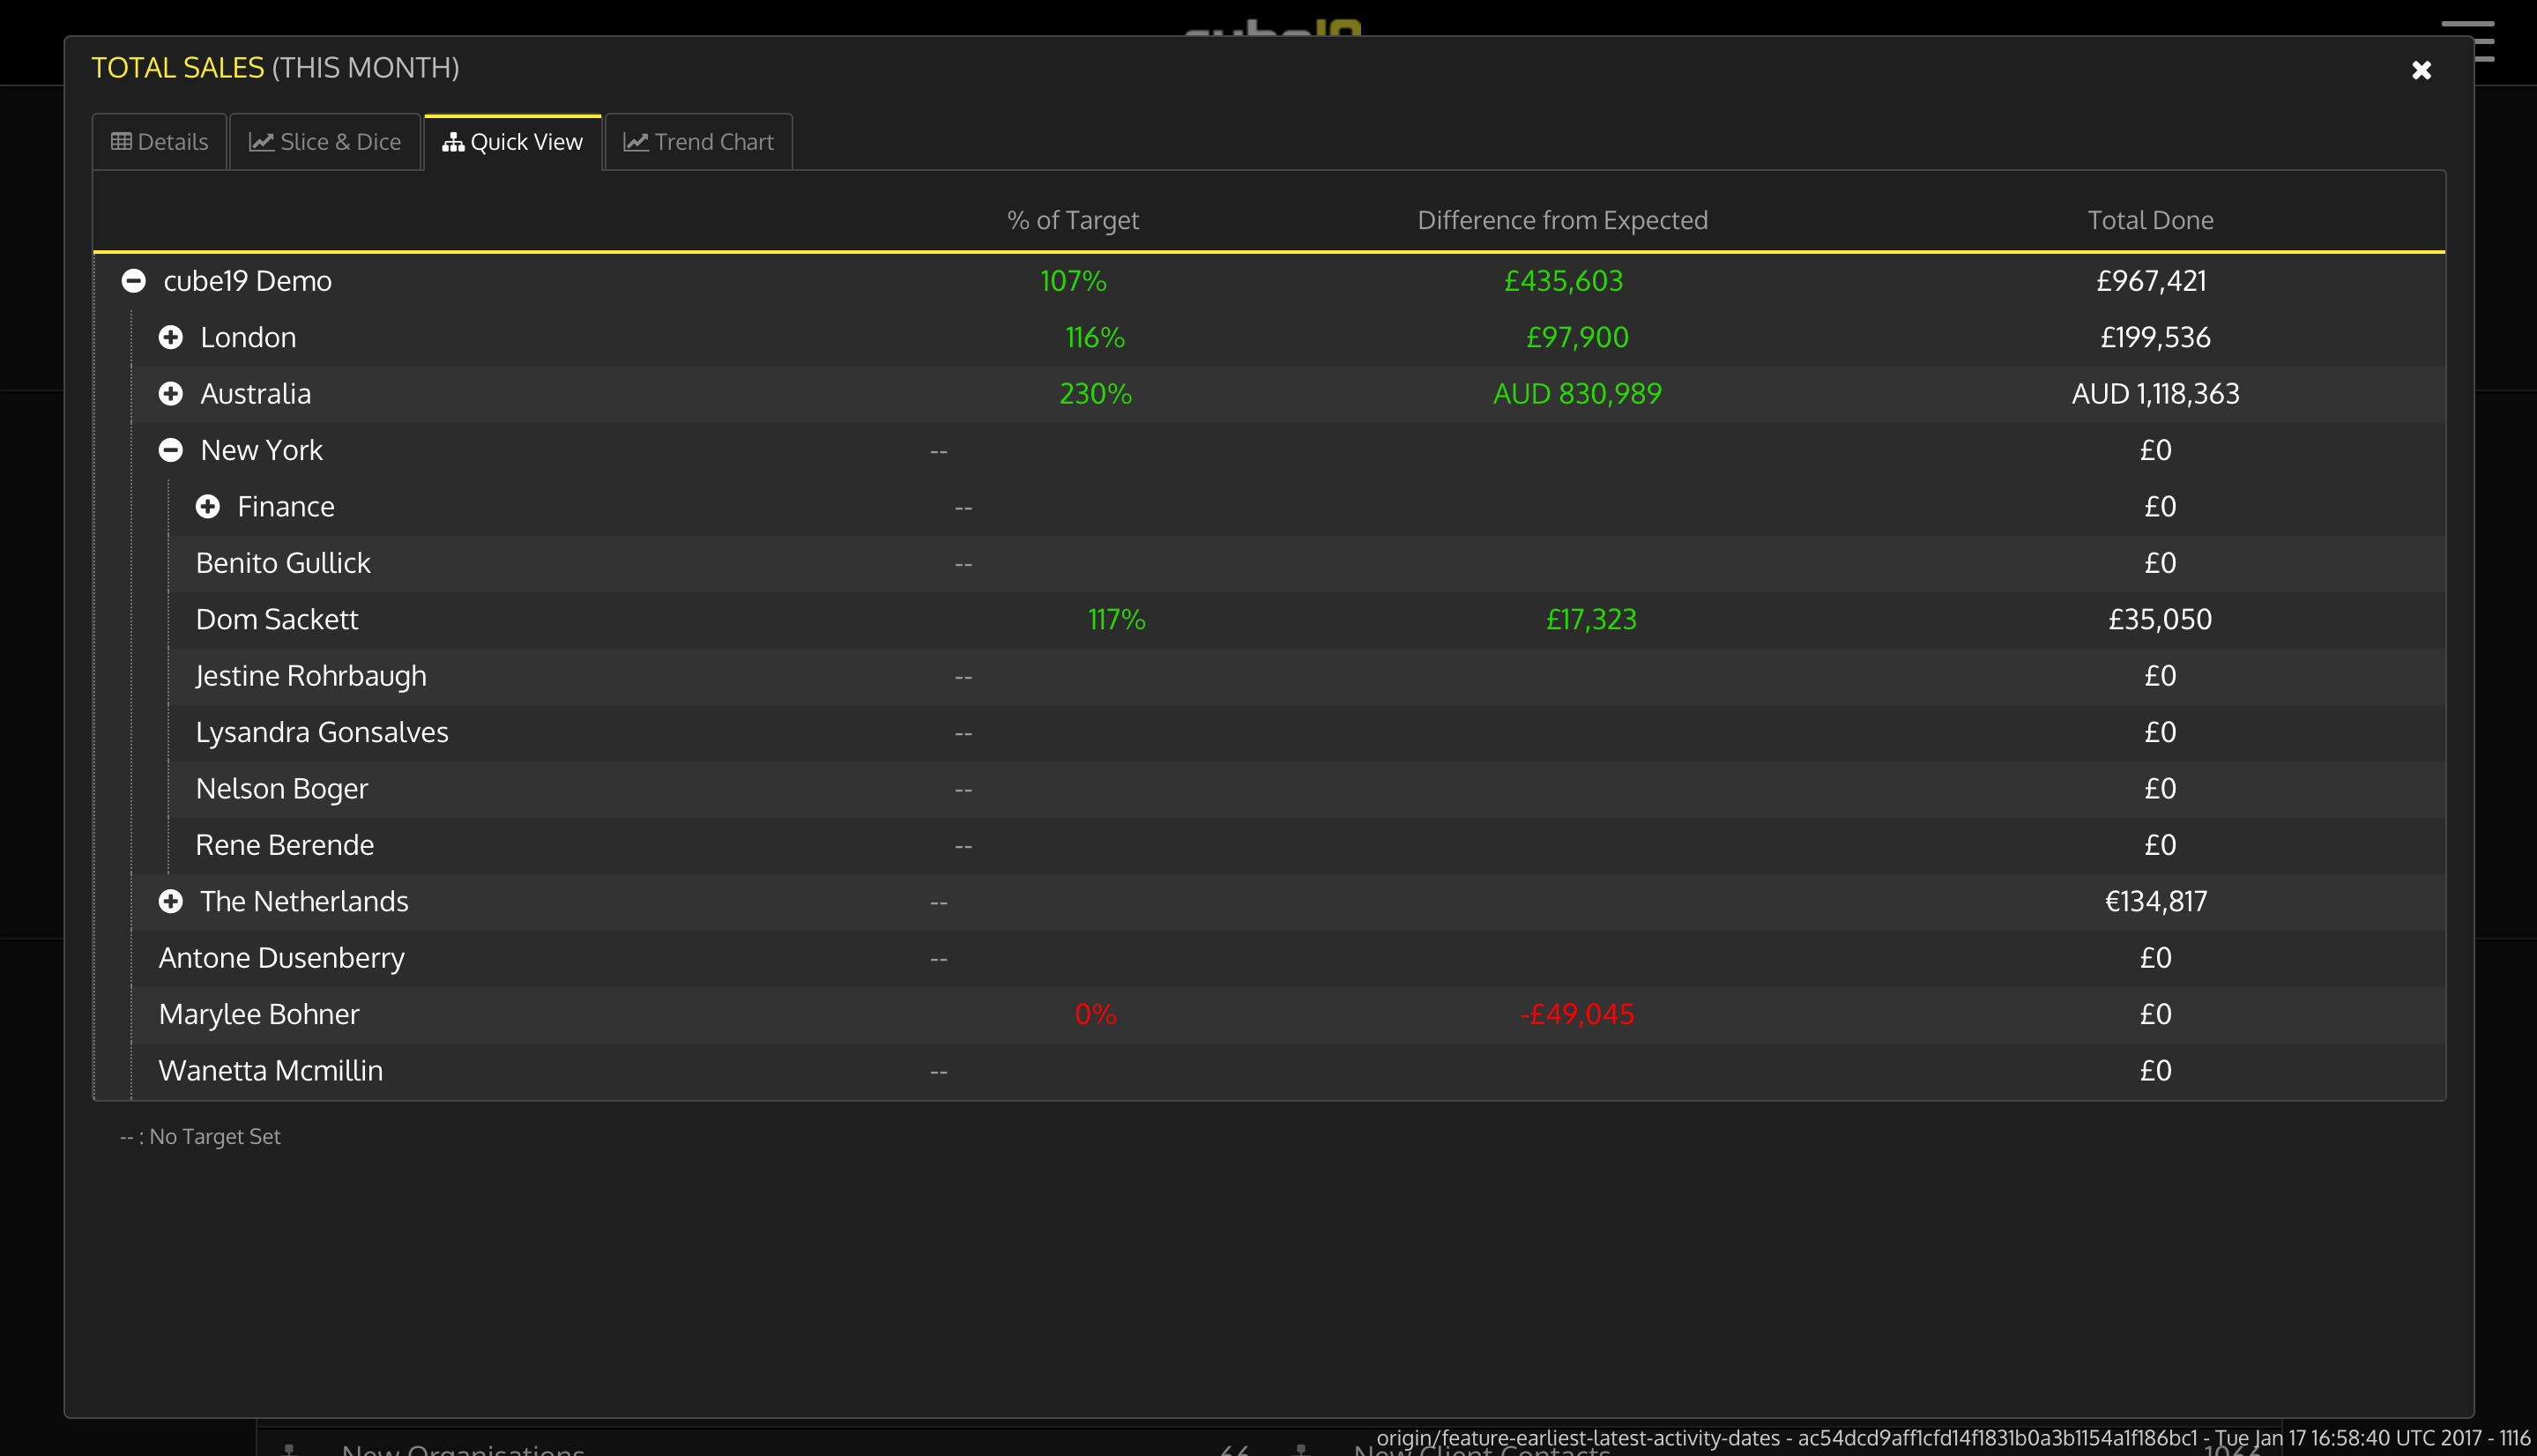 TOTAL SALES (THIS MONTH)
Details Slice & Dice Quick View Trend Chart
% of Target Difference from Expected Total Done
cube19 Demo 107% £435,603 £967,421
London 116% £97,900 £199,536
Australia 230% AUD 830,989 AUD 1,118,363
New York -- £0
Finance -- £0
Benito Gullick -- £0
Dom Sackett 117% £17,323 £35,050
Jestine Rohrbaugh -- £0
Lysandra Gonsalves -- £0
Nelson Boger -- £0
Rene Berende -- £0
The Netherlands -- €134,817
Antone Dusenberry -- £0
Marylee Bohner 0% -£49,045 £0
Wanetta Mcmillin -- £0
-- : No Target Set
origin/feature-earliest-latest-activity-dates - ac54dcd9aff1cfd14f1831b0a3b1154a1f186bc1 - Tue Jan 17 16:58:40 UTC 2017 - 1116
New Organisations 66 New Client Contacts